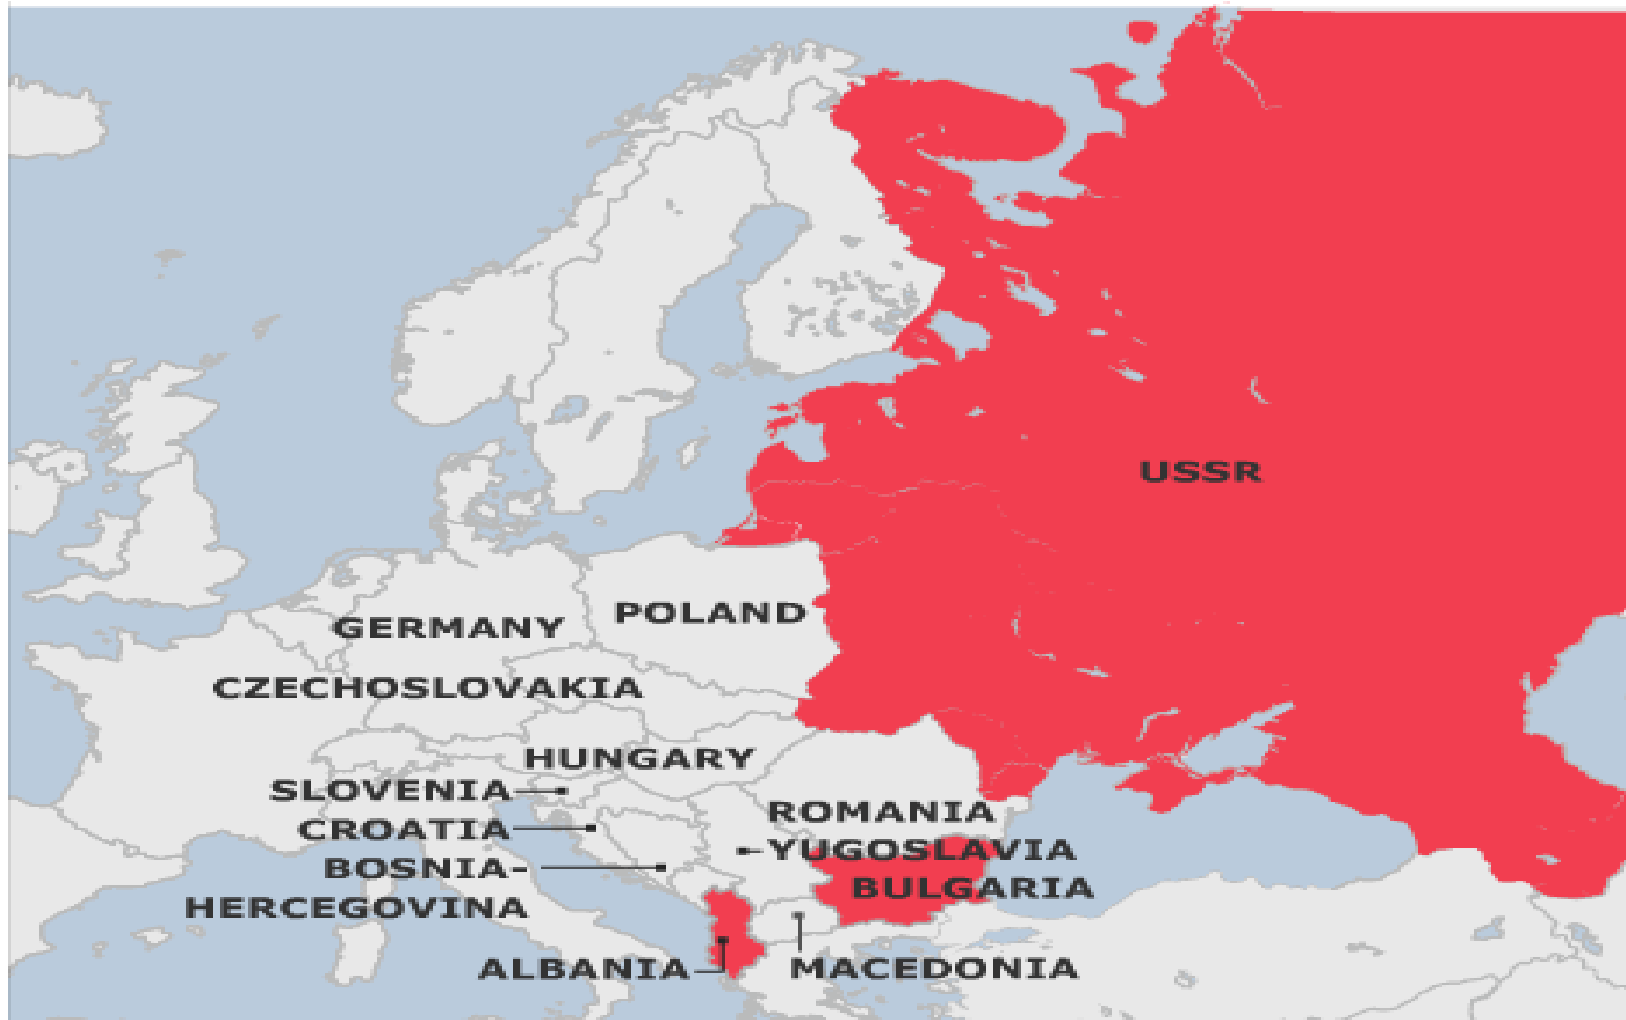 USSR
POLAND
GERMANY
CZECHOSLOVAKIA
HUNGARY
SLOVENIA
ROMANIA
CROATIA
YUGOSLAVIA
BOSNIA-
HERCEGOVINA
BULGARIA
ALBANIA
MACEDONIA